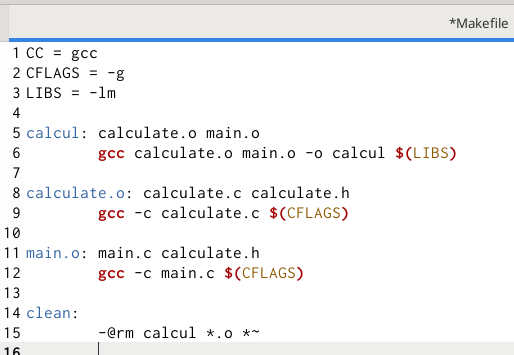 *Makefile
1 CC = gcc
2 CFLAGS = -g
3 LIBS = -lm
4
5 calcul: calculate.o main.o
6 	gcc calculate.o main.o -o calcul $(LIBS)
7
8 calculate.o: calculate.c calculate.h
9 	gcc -c calculate.c $(CFLAGS)
10
11 main.o: main.c calculate.h
12 	gcc -c main.c $(CFLAGS)
13
14 clean:
15 	-@rm calcul *.o *~
16